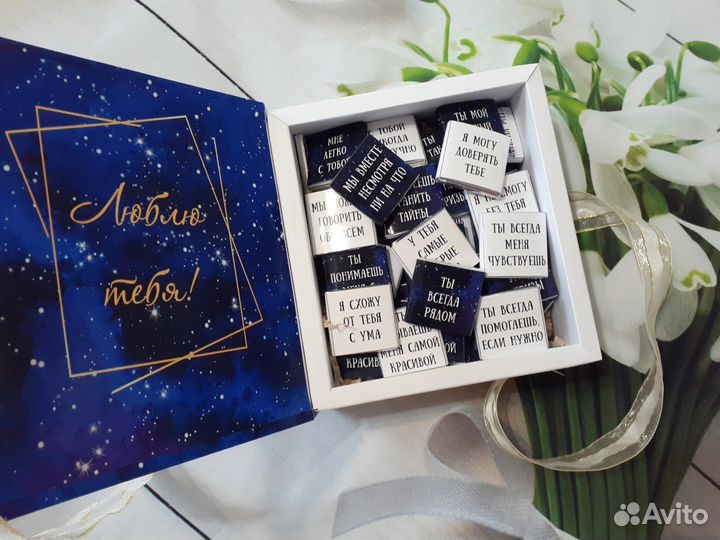 Люблю
тебя!
МНЕ
ЛЕГКО
С ТОБОЙ
ТОБОЙ
ТЫ МОЙ
Я МОГУ
ДОВЕРЯТЬ
ТЕБЕ
МЫ ВМЕСТЕ
НЕСМОТРЯ
НИ НА ЧТО
ТАЙНЫ
ГОВОРИТЬ
БЕЗ ТЕБЯ
У ТЕБЯ
САМЫЕ
ТЫ ВСЕГДА
МЕНЯ
ЧУВСТВУЕШЬ
ТЫ
ПОНИМАЕШЬ
ТЫ
ВСЕГДА
РЯДОМ
Я СХОЖУ
ОТ ТЕБЯ
С УМА
ТЫ ВСЕГДА
ПОМОГАЕШЬ,
ЕСЛИ НУЖНО
МЕНЯ САМОЙ
КРАСИВОЙ
Avito